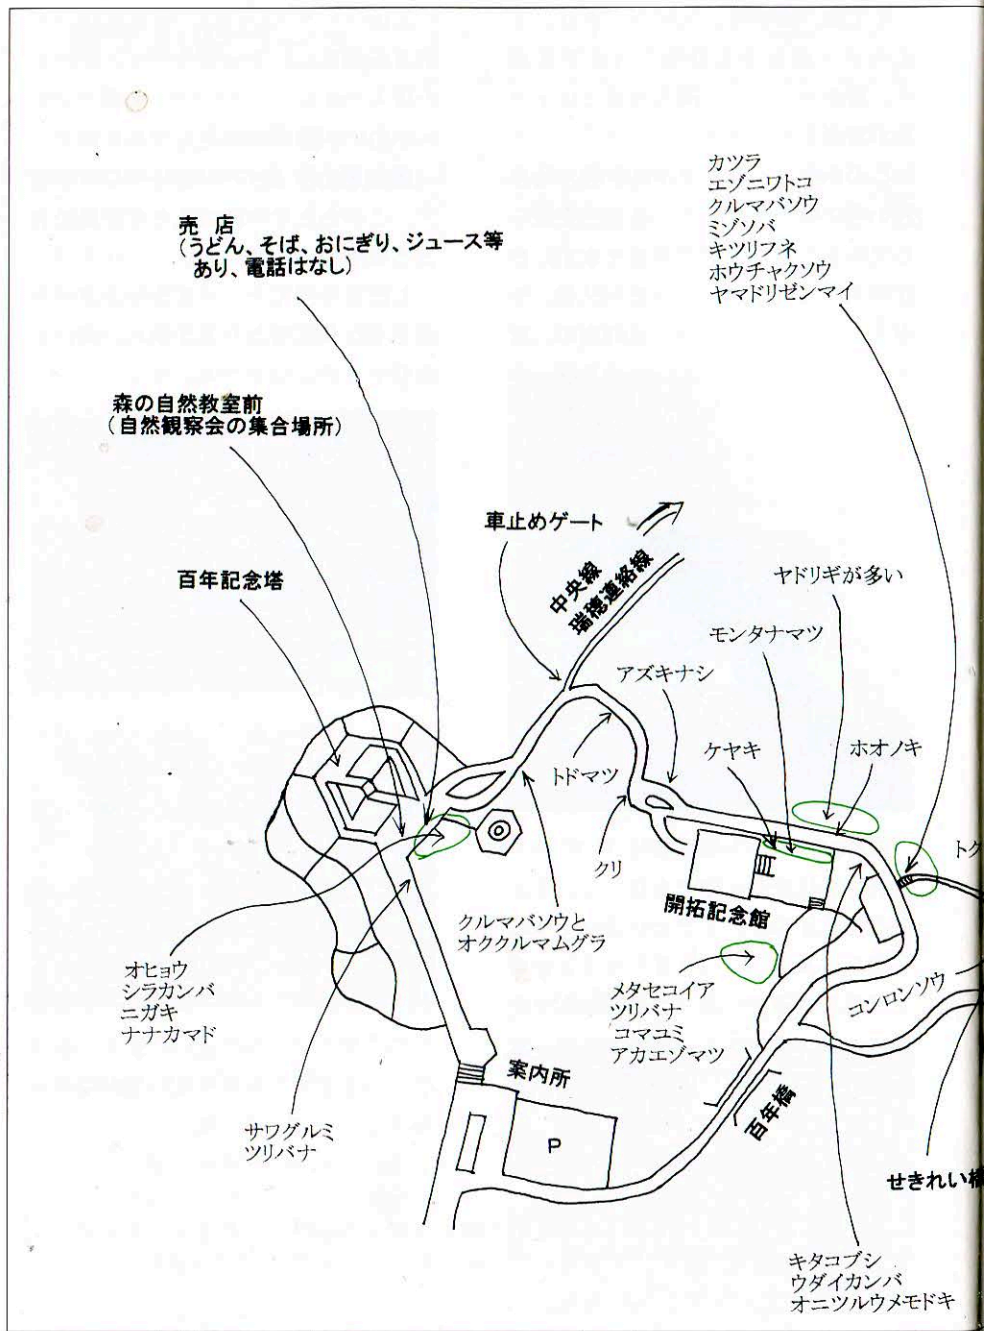 カツラ
エゾニワトコ
クルマバソウ
ミゾソバ
キツリフネ
ホウチャクソウ
ヤマドリゼンマイ
売 店
(うどん、そば、おにぎり、ジュース等
あり、電話はなし)
森の自然教室前
(自然観察会の集合場所)
車止めゲート
百年記念塔
中央線
瑞穂連絡線
ヤドリギが多い
モンタナマツ
アズキナシ
ケヤキ
ホオノキ
トドマツ
トク
クリ
開拓記念館
クルマバソウと
オククルマムグラ
オヒョウ
シラカンバ
ニガキ
ナナカマド
メタセコイア
ツリバナ
コマユミ
アカエゾマツ
コンロンソウ
案内所
P
百年橋
サワグルミ
ツリバナ
せきれい橋
キタコブシ
ウダイカンバ
オニツルウメモドキ